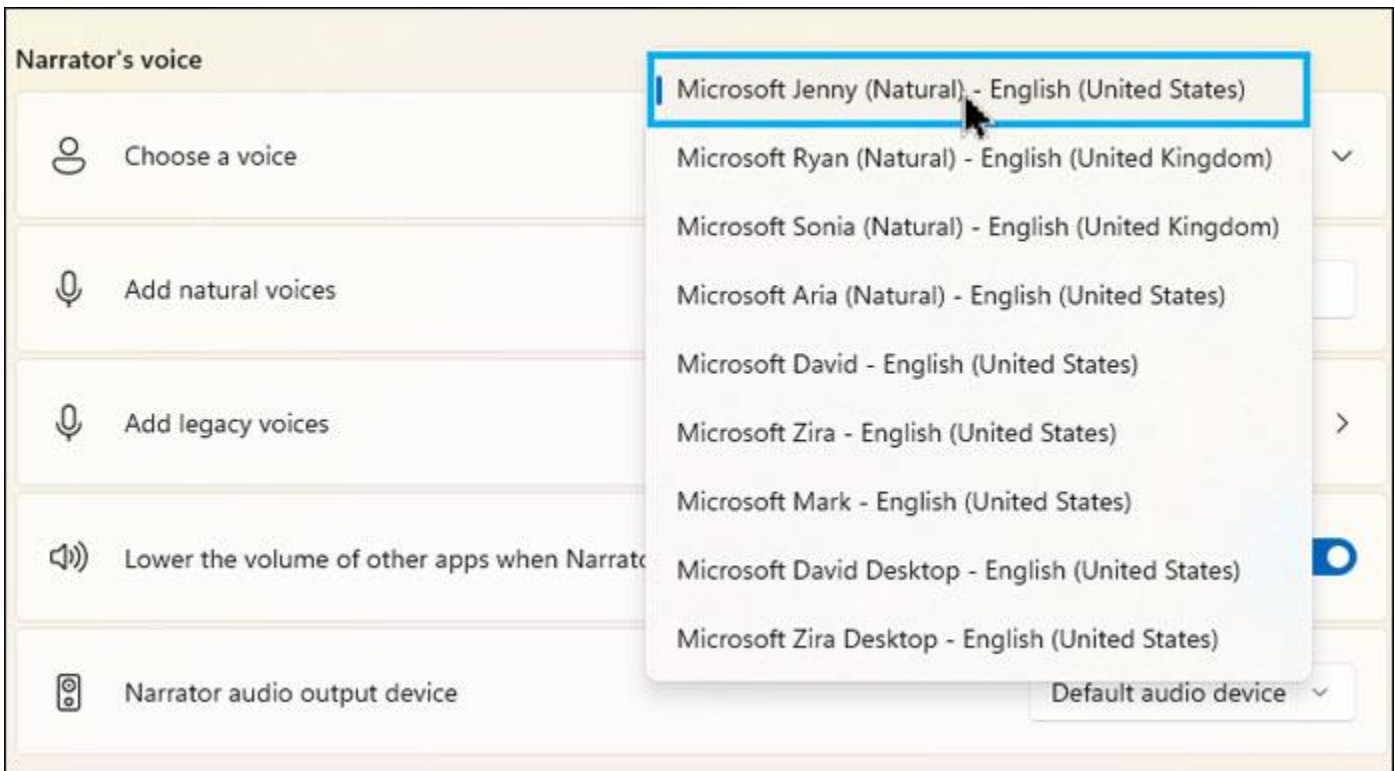 Narrator's voice
Microsoft Jenny (Natural) - English (United States)
Choose a voice
Microsoft Ryan (Natural) - English (United Kingdom)
Microsoft Sonia (Natural) - English (United Kingdom)
Add natural voices
Microsoft Aria (Natural) - English (United States)
Microsoft David - English (United States)
Add legacy voices
Microsoft Zira - English (United States)
Microsoft Mark - English (United States)
Lower the volume of other apps when
Microsoft David Desktop - English (United States)
Microsoft Zira Desktop - English (United States)
Narrator audio output device
Default audio device